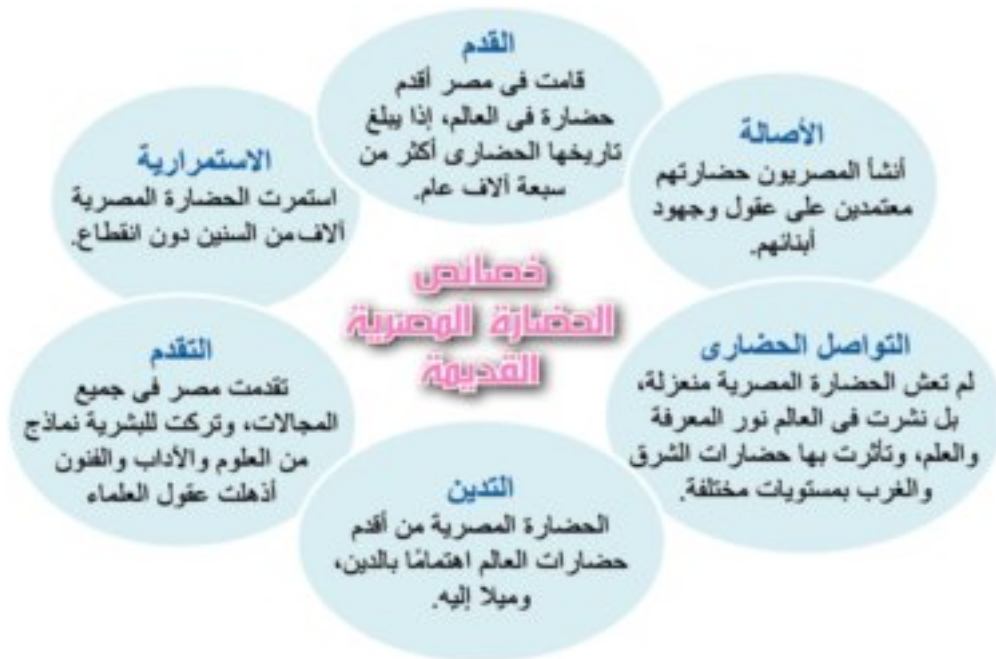 القدم
قامت فى مصر أقدم
حضارة فى العالم، إذا يبلغ
تاريخها الحضارى أكثر من
سبعة آلاف عام.
الأصالة
أنشأ المصريون حضارتهم
معتمدين على عقول وجهود
أبنائهم.
الاستمرارية
استمرت الحضارة المصرية
آلاف من السنين دون انقطاع.
خصائص
الحضارة المصرية
القديمة
التواصل الحضارى
لم تعش الحضارة المصرية منعزلة،
بل نشرت فى العالم نور المعرفة
والعلم، وتأثرت بها حضارات الشرق
والغرب بمستويات مختلفة.
التقدم
تقدمت مصر فى جميع
المجالات، وتركت للبشرية نماذج
من العلوم والآداب والفنون
أذهلت عقول العلماء
التدين
الحضارة المصرية من أقدم
حضارات العالم اهتمامًا بالدين،
وميلا إليه.